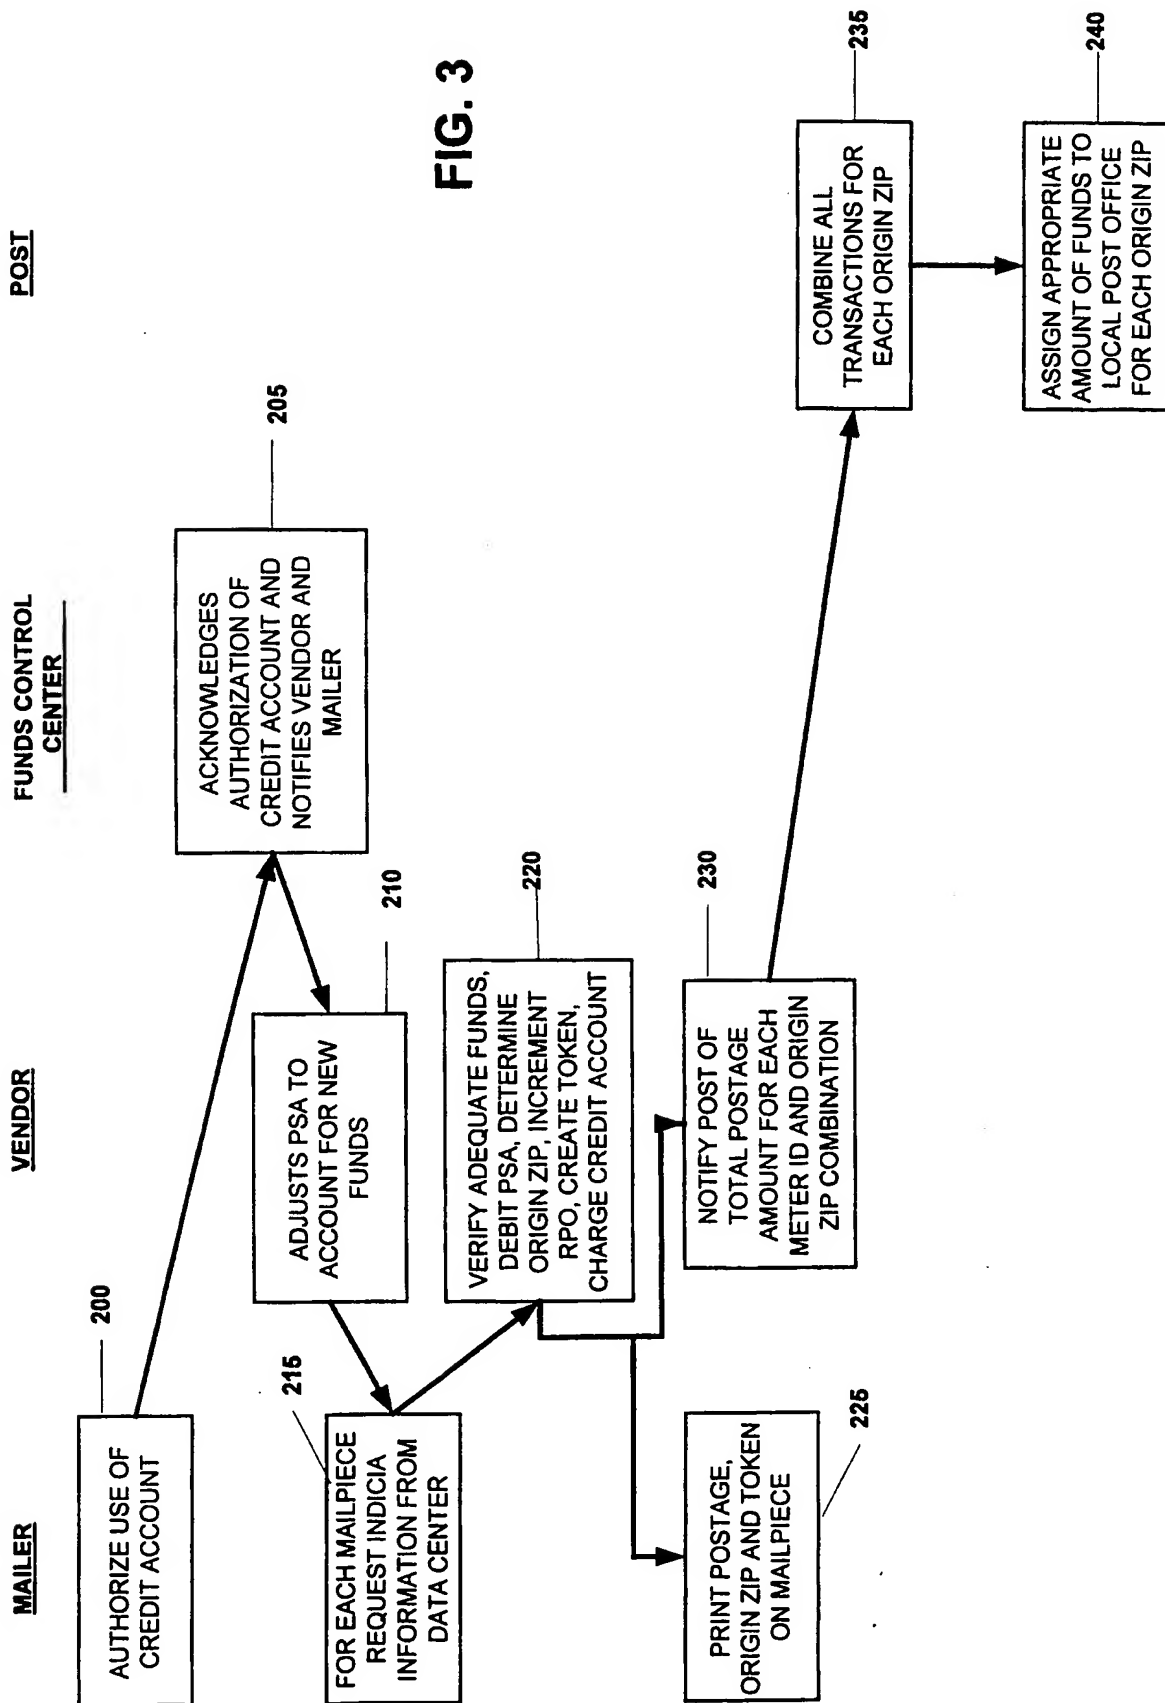 FIG. 3
MAILER
VENDOR
FUNDS CONTROL
CENTER
POST
200
AUTHORIZE USE OF
CREDIT ACCOUNT
205
ACKNOWLEDGES
AUTHORIZATION OF
CREDIT ACCOUNT AND
NOTIFIES VENDOR AND
MAILER
210
ADJUSTS PSA TO
ACCOUNT FOR NEW
FUNDS
215
FOR EACH MAILPIECE
REQUEST INDICIA
INFORMATION FROM
DATA CENTER
220
VERIFY ADEQUATE FUNDS,
DEBIT PSA, DETERMINE
ORIGIN ZIP, INCREMENT
RPO, CREATE TOKEN,
CHARGE CREDIT ACCOUNT
225
PRINT POSTAGE,
ORIGIN ZIP AND TOKEN
ON MAILPIECE
230
NOTIFY POST OF
TOTAL POSTAGE
AMOUNT FOR EACH
METER ID AND ORIGIN
ZIP COMBINATION
235
COMBINE ALL
TRANSACTIONS FOR
EACH ORIGIN ZIP
240
ASSIGN APPROPRIATE
AMOUNT OF FUNDS TO
LOCAL POST OFFICE
FOR EACH ORIGIN ZIP